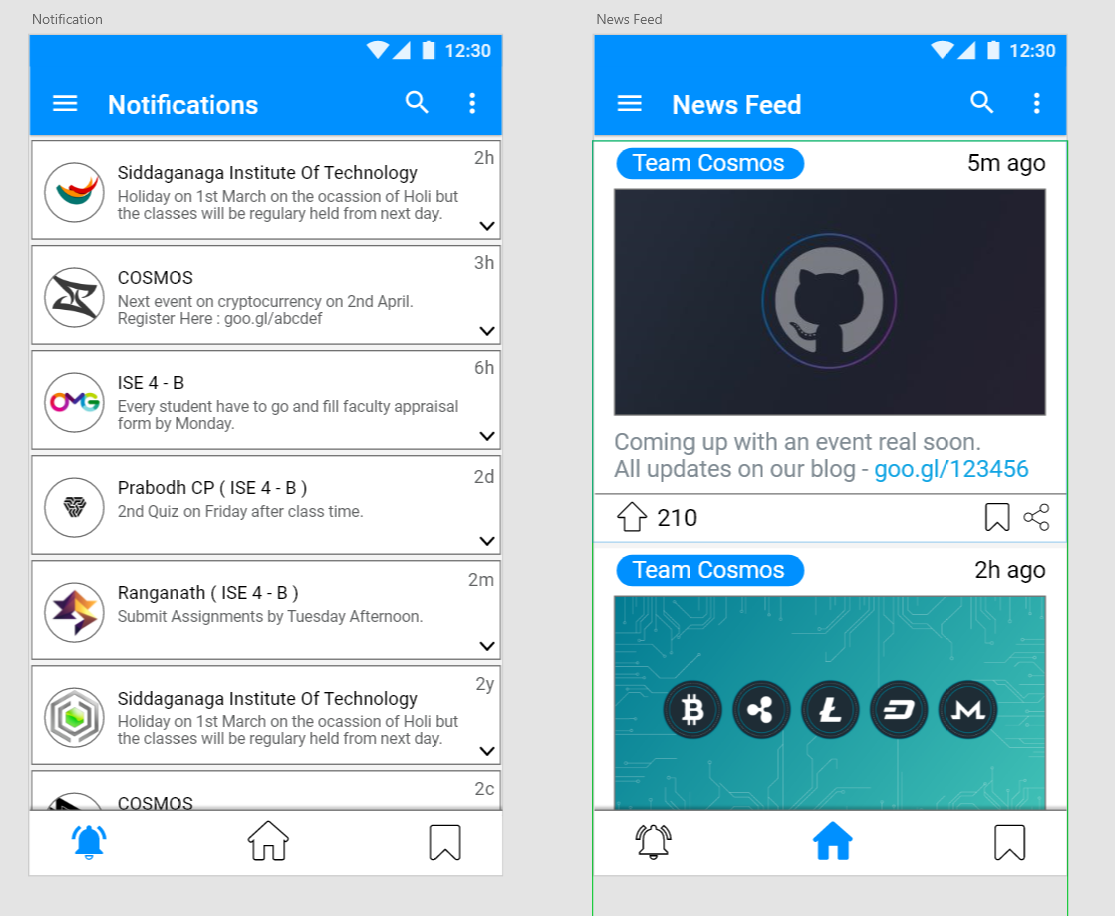 Notification
12:30
Notifications
2h
Siddaganaga Institute Of Technology
Holiday on 1st March on the ocassion of Holi but
the classes will be regulary held from next day.
3h
COSMOS
Next event on cryptocurrency on 2nd April.
Register Here : goo.gl/abcdef
6h
ISE 4 - B
OMG
Every student have to go and fill faculty appraisal
form by Monday.
2d
Prabodh CP ( ISE 4 - B )
2nd Quiz on Friday after class time.
2m
Ranganath ( ISE 4 - B )
Submit Assignments by Tuesday Afternoon.
2y
Siddaganaga Institute Of Technology
Holiday on 1st March on the ocassion of Holi but
the classes will be regulary held from next day.
2c
COSMOS
News Feed
12:30
News Feed
Team Cosmos 5m ago
Coming up with an event real soon.
All updates on our blog - goo.gl/123456
210
Team Cosmos 2h ago